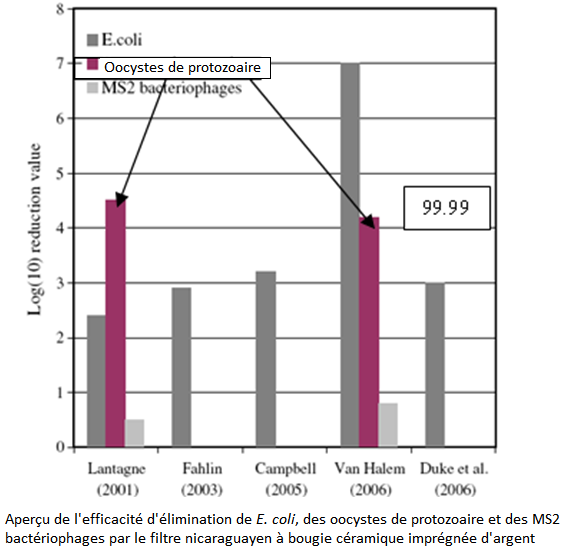 8
7
6
5
4
3
2
1
0
Log(10) reduction value
E.coli
Oocystes de protozoaire
MS2 bacteriophages
99.99
Lantagne
(2001)
Fahlin
(2003)
Campbell
(2005)
Van Halem
(2006)
Duke et al.
(2006)
Aperçu de l'efficacité d'élimination de E. coli, des oocystes de protozoaire et des MS2
bactériophages par le filtre nicaraguayen à bougie céramique imprégnée d'argent